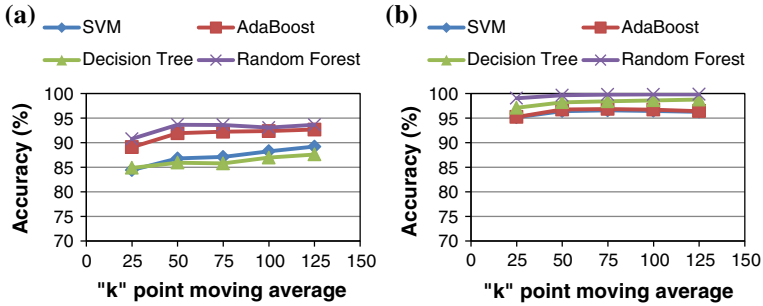 (a)
SVM
AdaBoost
Decision Tree
Random Forest
Accuracy (%)
100
95
90
85
80
75
70
0
25
50
75
100
125
150
"k" point moving average
(b)
SVM
AdaBoost
Decision Tree
Random Forest
Accuracy (%)
100
95
90
85
80
75
70
0
25
50
75
100
125
150
"k" point moving average